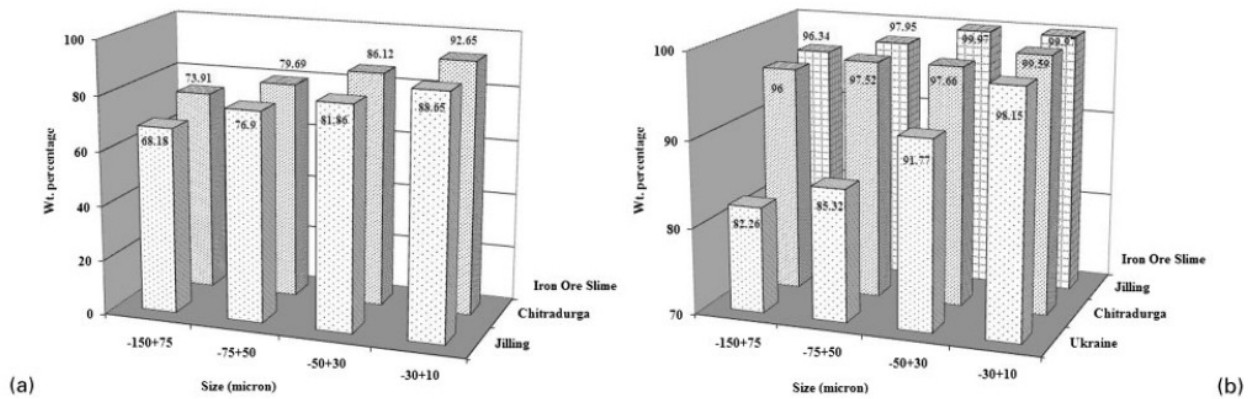 100
80
60
40
20
0
Wt. percentage
73.91
79.69
86.12
92.65
68.18
76.9
81.86
88.65
-150+75
-75+50
-50+30
-30+10
Size (micron)
Iron Ore Slime
Chitradurga
Jilling
(a)
100
90
80
70
Wt. percentage
96.34
97.95
99.97
99.97
96
97.52
97.66
99.59
82.26
85.32
91.77
98.15
-150+75
-75+50
-50+30
-30+10
Size (micron)
Iron Ore Slime
Jilling
Chitradurga
Ukraine
(b)